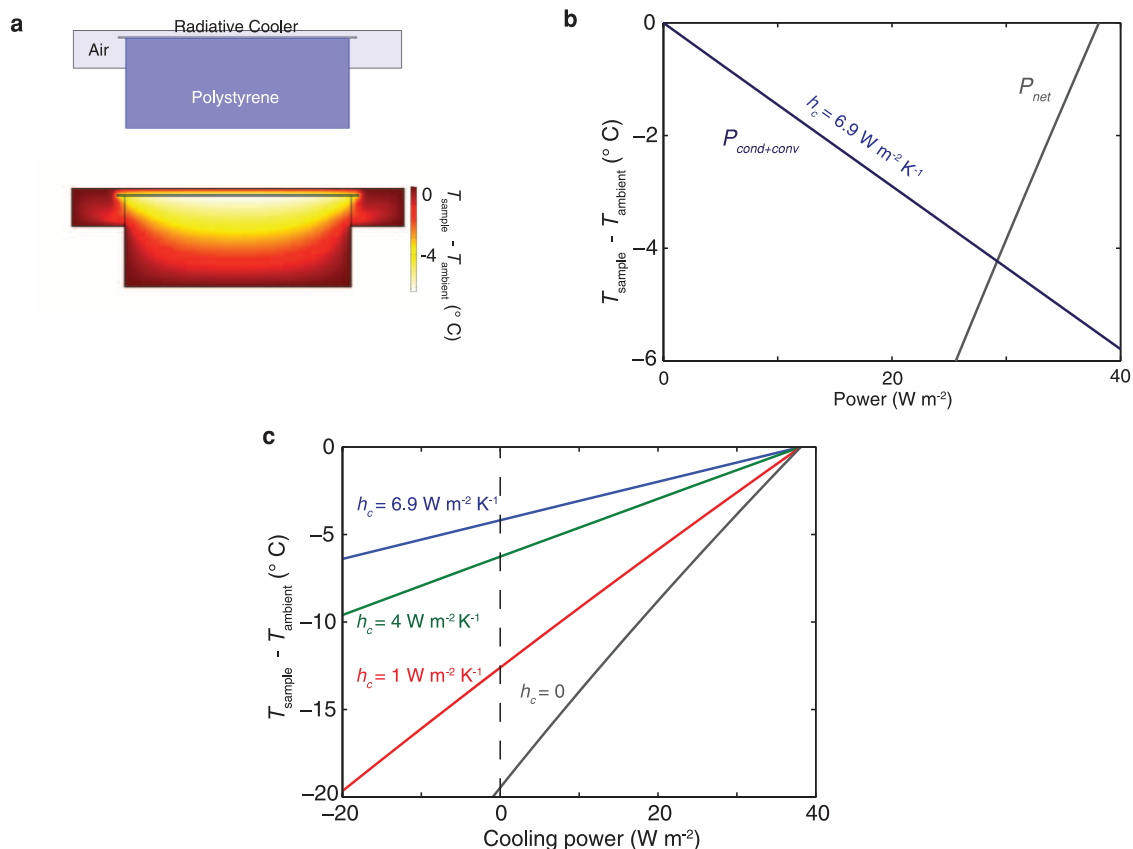 a
Radiative Cooler
Air
Polystyrene
0
-4
T sample - T ambient (° C)
b
0
−2
−4
−6
T sample - T ambient (° C)
P cond+conv
h c = 6.9 W m⁻² K⁻¹
P net
0
20
40
Power (W m⁻²)
c
0
−5
−10
−15
−20
T sample - T ambient (° C)
h c = 6.9 W m⁻² K⁻¹
h c = 4 W m⁻² K⁻¹
h c = 1 W m⁻² K⁻¹
h c = 0
−20
0
20
40
Cooling power (W m⁻²)